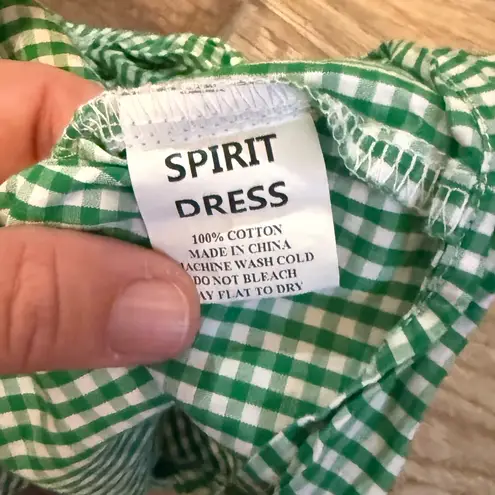 SPIRIT
DRESS
100% COTTON
MADE IN CHINA
MACHINE WASH COLD
DO NOT BLEACH
LAY FLAT TO DRY